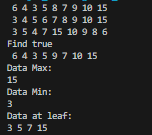 6 4 3 5 8 7 9 10 15
3 4 5 6 7 8 9 10 15
3 5 4 7 15 10 9 8 6
Find true
6 4 3 5 9 7 10 15
Data Max:
15
Data Min:
3
Data at leaf:
3 5 7 15